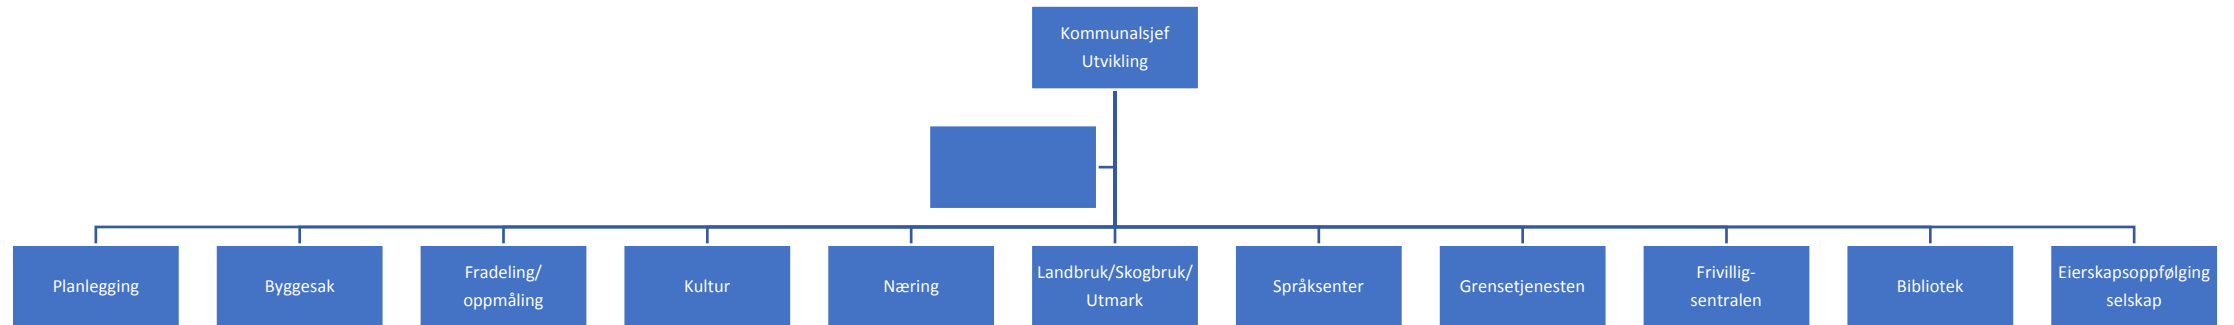 Kommunalsjef
Utvikling
Planlegging
Byggesak
Fradeling/
oppmåling
Kultur
Næring
Landbruk/Skogbruk/
Utmark
Språksenter
Grensetjenesten
Frivillig-
sentralen
Bibliotek
Eierskapsoppfølging
selskap